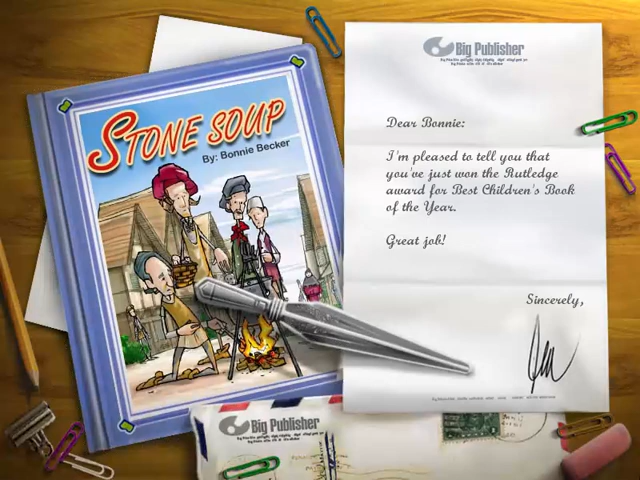 STONE SOUP
By: Bonnie Becker
Big Publisher
Dear Bonnie:
I'm pleased to tell you that
you've just won the Rutledge
award for Best Children's Book
of the Year.
Great job!
Sincerely,
Big Publisher